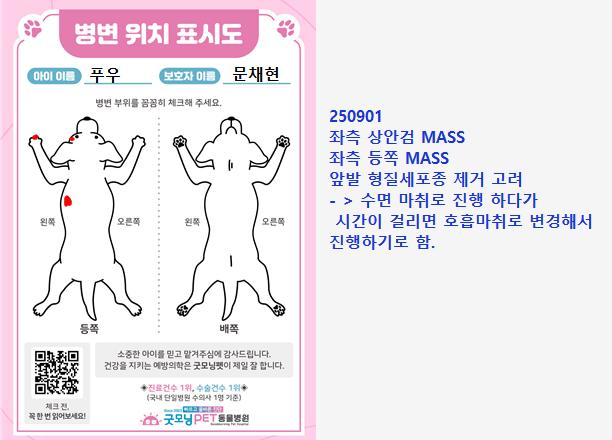 병변 위치 표시도
아이 이름 푸우 보호자 이름 문채현
병변 부위를 꼼꼼히 체크해 주세요.
왼쪽 오른쪽 왼쪽 오른쪽
등쪽 배쪽
체크 전,
꼭 한 번 읽어보세요!
소중한 아이를 믿고 맡겨주심에 감사드립니다.
건강을 지키는 예방의학은 굿모닝펫이 제일 잘 합니다.
◈진료건수 1위, 수술건수 1위◈
(국내 단일병원 수의사 1명 기준)
굿모닝PET동물병원
250901
좌측 상안검 MASS
좌측 등쪽 MASS
앞발 형질세포종 제거 고려
- > 수면 마취로 진행 하다가
시간이 걸리면 호흡마취로 변경해서
진행하기로 함.